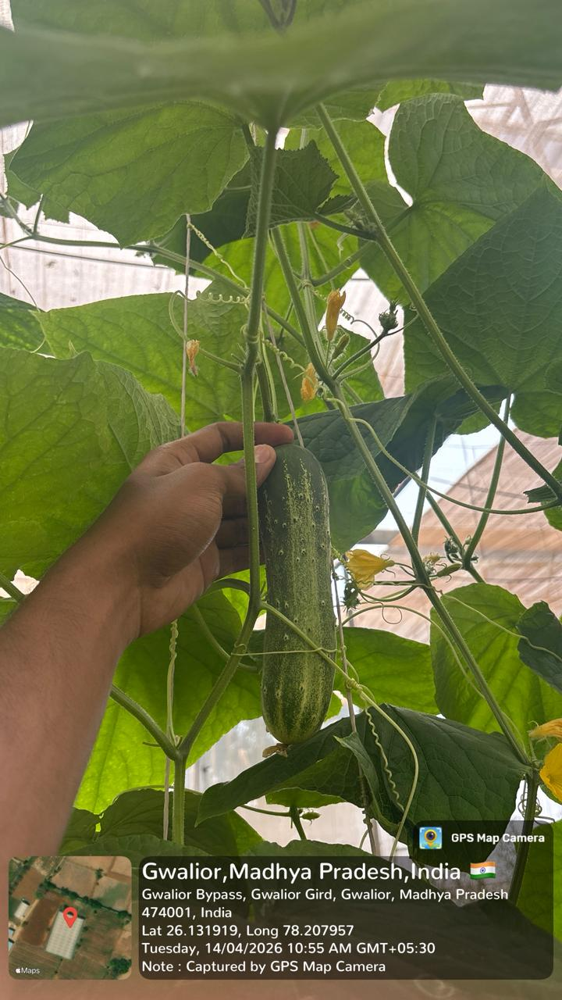 GPS Map Camera
Gwalior,Madhya Pradesh,India
Gwalior Bypass, Gwalior Gird, Gwalior, Madhya Pradesh
474001, India
Lat 26.131919, Long 78.207957
Tuesday, 14/04/2026 10:55 AM GMT+05:30
Note : Captured by GPS Map Camera
Maps